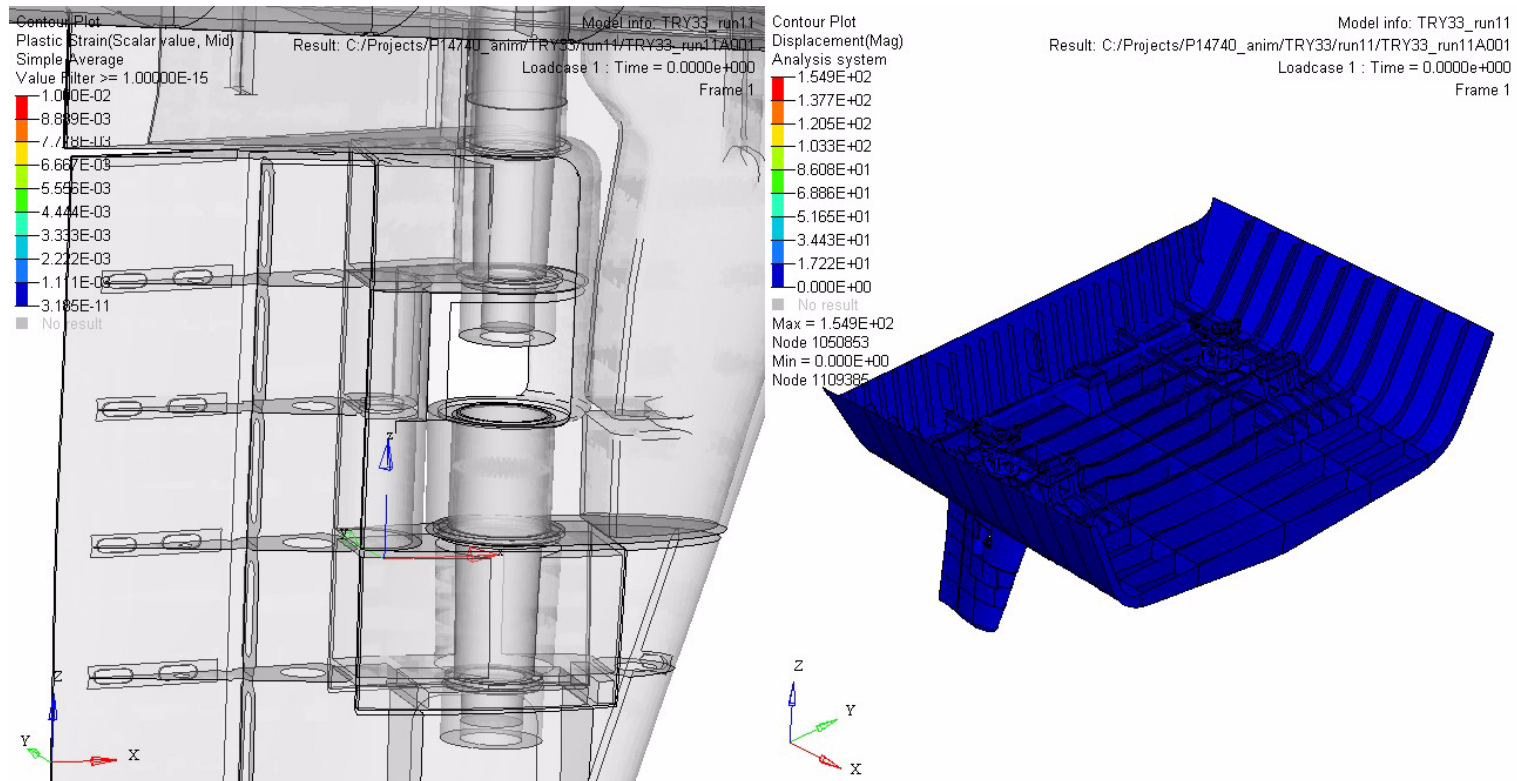 Contour Plot
Plastic Strain(Scalar value, Mid)
Simple Average
Value Filter >= 1.00000E-15
1.000E-02
8.889E-03
7.778E-03
6.667E-03
5.556E-03
4.444E-03
3.333E-03
2.222E-03
1.111E-03
3.185E-11
No result
Model info: TRY33_run11
Result: C:/Projects/P14740_anim/TRY33/run11/TRY33_run11A001
Loadcase 1 : Time = 0.0000e+000
Frame 1
Z
X
Z
Y
X
Contour Plot
Displacement(Mag)
Analysis system
1.549E+02
1.377E+02
1.205E+02
1.033E+02
8.608E+01
6.886E+01
5.165E+01
3.443E+01
1.722E+01
0.000E+00
No result
Max = 1.549E+02
Node 1050853
Min = 0.000E+00
Node 1109385
Model info: TRY33_run11
Result: C:/Projects/P14740_anim/TRY33/run11/TRY33_run11A001
Loadcase 1 : Time = 0.0000e+000
Frame 1
Z
Y
X